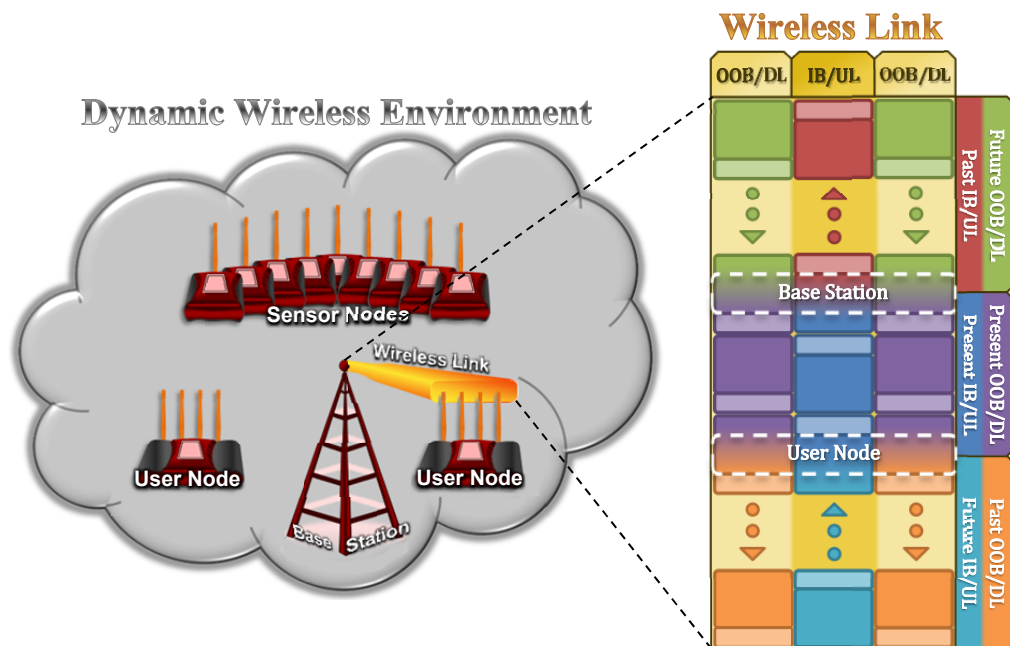 Wireless Link
OOB/DL IB/UL OOB/DL
Dynamic Wireless Environment
Sensor Nodes
Wireless Link
User Node
User Node
Base Station
Base Station
User Node
Past IB/UL
Future OOB/DL
Present IB/UL
Present OOB/DL
Future IB/UL
Past OOB/DL